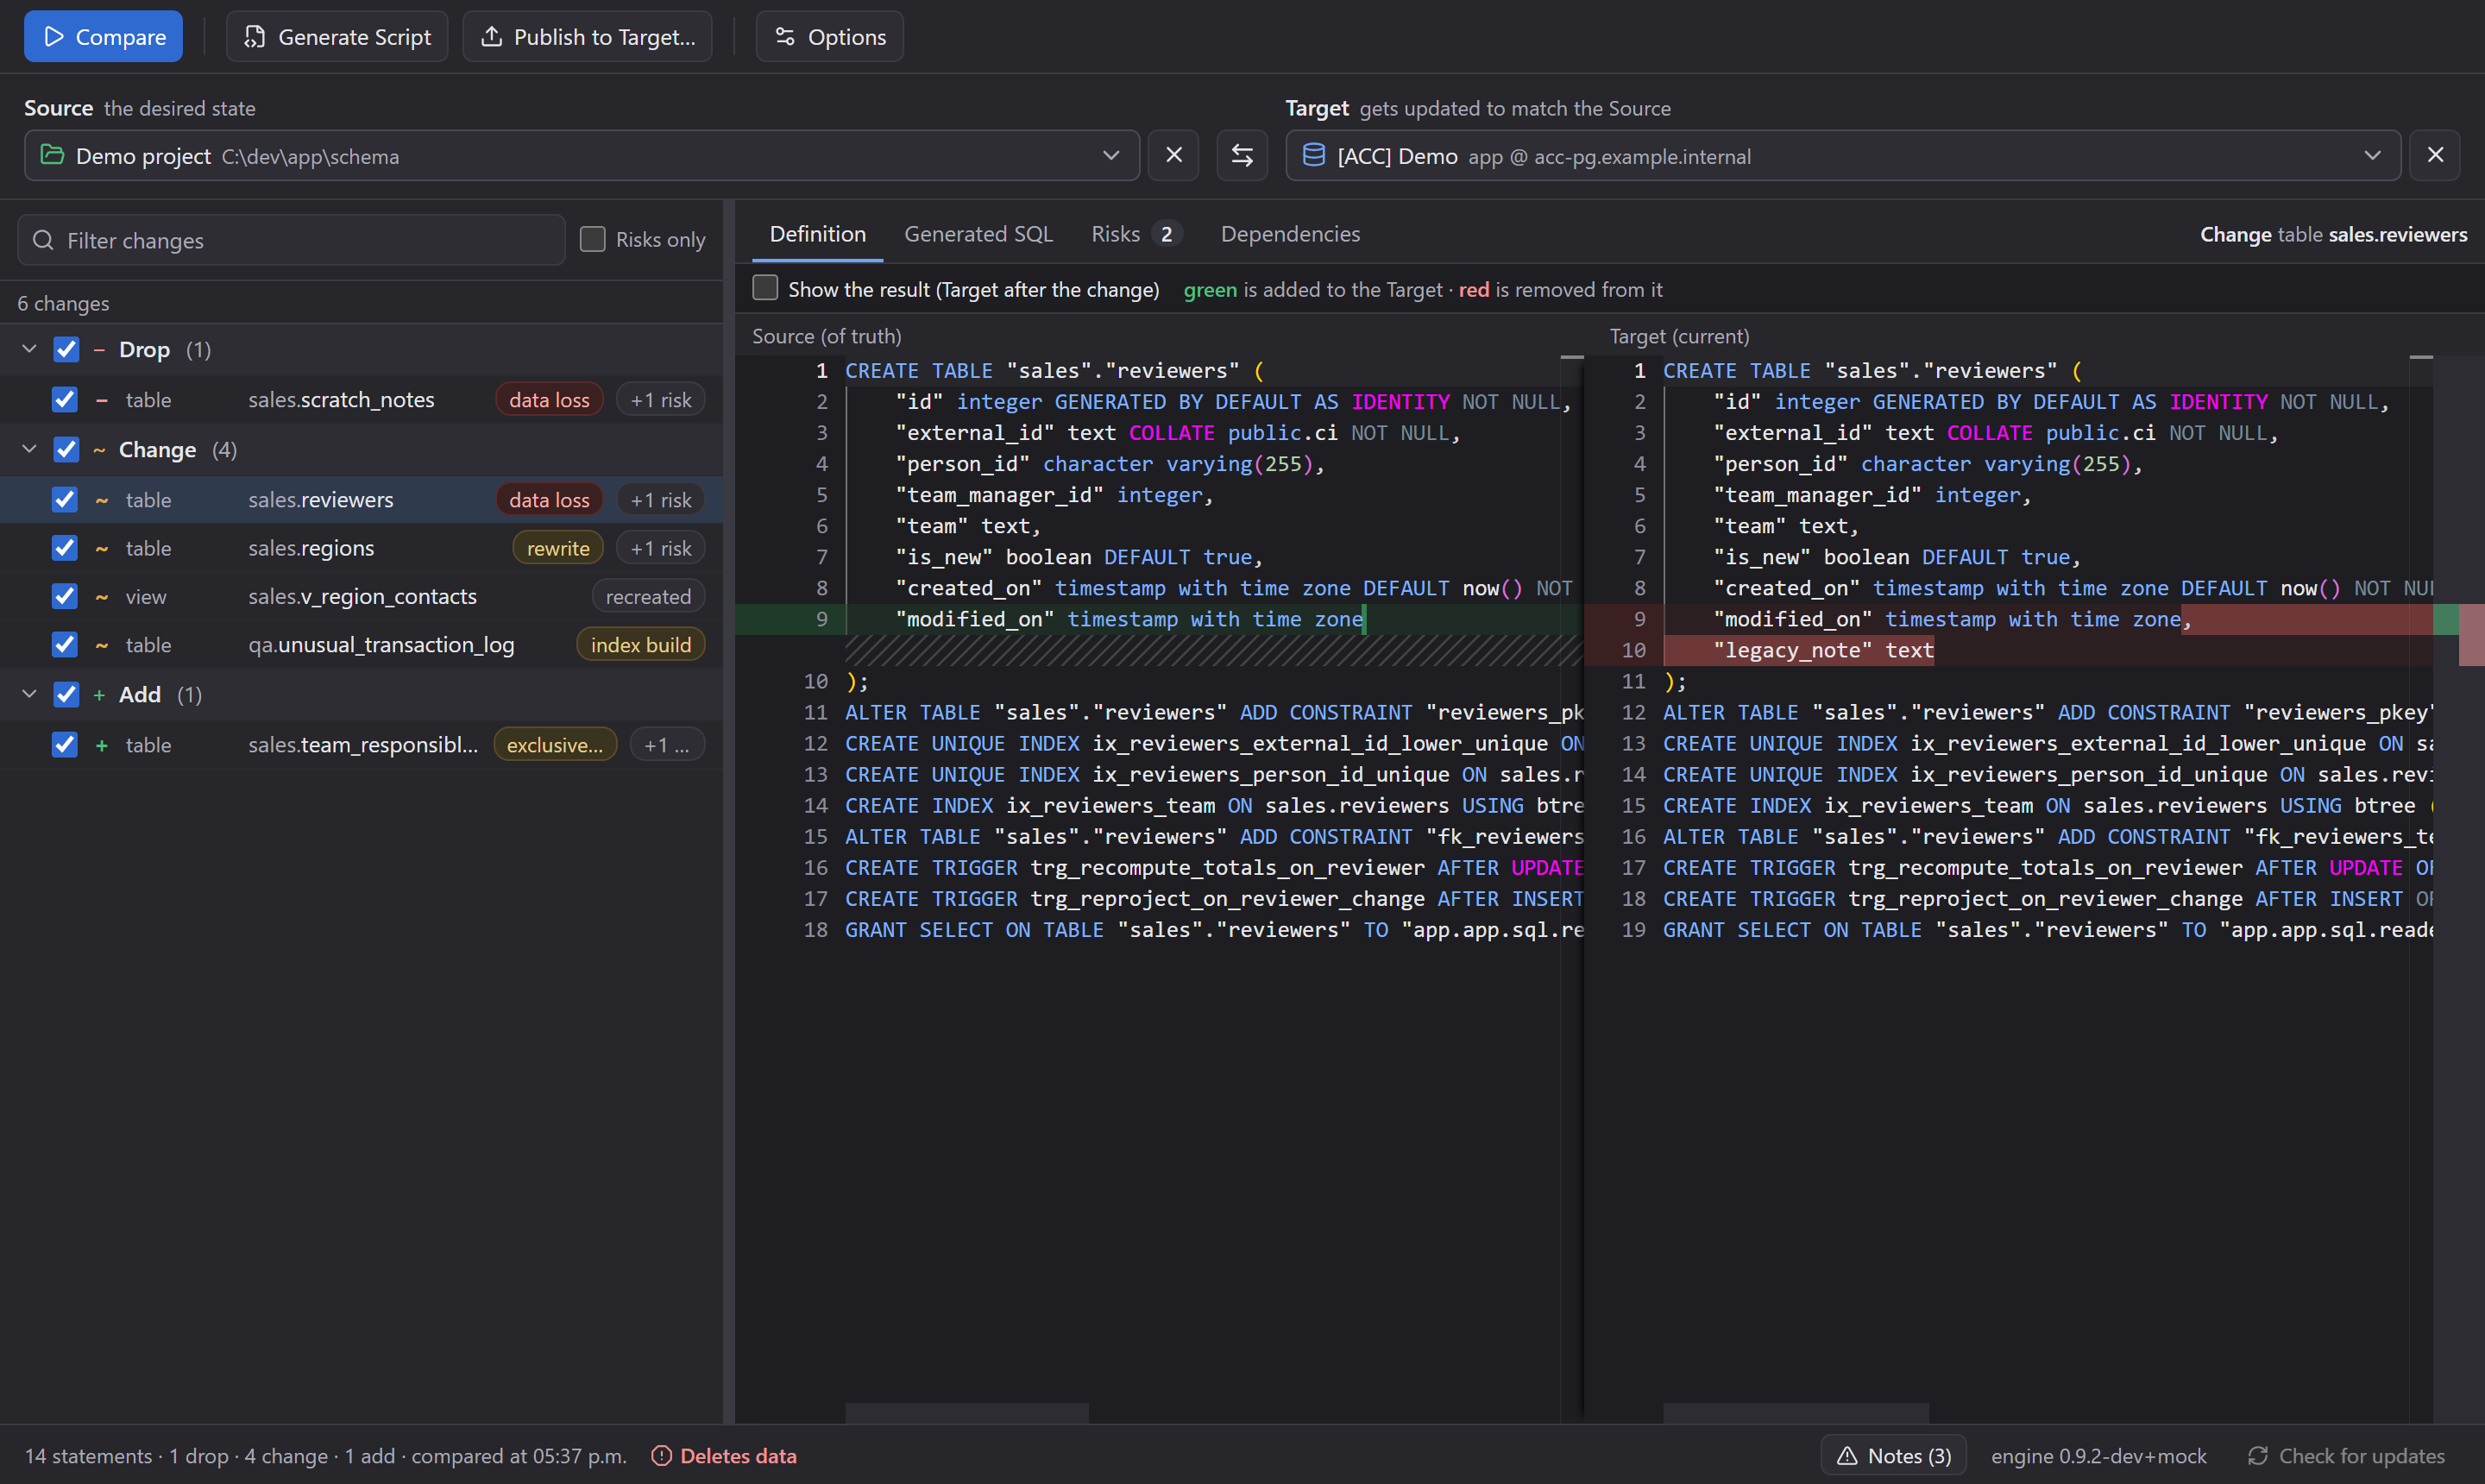 Compare
Generate Script
Publish to Target...
Options
Source the desired state
Demo project C:\dev\app\schema
Target gets updated to match the Source
[ACC] Demo app @ acc-pg.example.internal
Filter changes
Risks only
6 changes
− Drop (1)
− table sales.scratch_notes data loss +1 risk
~ Change (4)
~ table sales.reviewers data loss +1 risk
~ table sales.regions rewrite +1 risk
~ view sales.v_region_contacts recreated
~ table qa.unusual_transaction_log index build
+ Add (1)
+ table sales.team_responsibl... exclusive... +1 ...
Definition
Generated SQL
Risks 2
Dependencies
Change table sales.reviewers
Show the result (Target after the change) green is added to the Target · red is removed from it
Source (of truth)
1 CREATE TABLE "sales"."reviewers" (
2 "id" integer GENERATED BY DEFAULT AS IDENTITY NOT NULL,
3 "external_id" text COLLATE public.ci NOT NULL,
4 "person_id" character varying(255),
5 "team_manager_id" integer,
6 "team" text,
7 "is_new" boolean DEFAULT true,
8 "created_on" timestamp with time zone DEFAULT now() NOT
9 "modified_on" timestamp with time zone
10 );
11 ALTER TABLE "sales"."reviewers" ADD CONSTRAINT "reviewers_pk
12 CREATE UNIQUE INDEX ix_reviewers_external_id_lower_unique ON
13 CREATE UNIQUE INDEX ix_reviewers_person_id_unique ON sales.r
14 CREATE INDEX ix_reviewers_team ON sales.reviewers USING btre
15 ALTER TABLE "sales"."reviewers" ADD CONSTRAINT "fk_reviewers
16 CREATE TRIGGER trg_recompute_totals_on_reviewer AFTER UPDATE
17 CREATE TRIGGER trg_reproject_on_reviewer_change AFTER INSERT
18 GRANT SELECT ON TABLE "sales"."reviewers" TO "app.app.sql.re
Target (current)
1 CREATE TABLE "sales"."reviewers" (
2 "id" integer GENERATED BY DEFAULT AS IDENTITY NOT NULL,
3 "external_id" text COLLATE public.ci NOT NULL,
4 "person_id" character varying(255),
5 "team_manager_id" integer,
6 "team" text,
7 "is_new" boolean DEFAULT true,
8 "created_on" timestamp with time zone DEFAULT now() NOT NUL
9 "modified_on" timestamp with time zone,
10 "legacy_note" text
11 );
12 ALTER TABLE "sales"."reviewers" ADD CONSTRAINT "reviewers_pkey"
13 CREATE UNIQUE INDEX ix_reviewers_external_id_lower_unique ON sa
14 CREATE UNIQUE INDEX ix_reviewers_person_id_unique ON sales.revi
15 CREATE INDEX ix_reviewers_team ON sales.reviewers USING btree (
16 ALTER TABLE "sales"."reviewers" ADD CONSTRAINT "fk_reviewers_te
17 CREATE TRIGGER trg_recompute_totals_on_reviewer AFTER UPDATE OR
18 CREATE TRIGGER trg_reproject_on_reviewer_change AFTER INSERT OR
19 GRANT SELECT ON TABLE "sales"."reviewers" TO "app.app.sql.reade
14 statements · 1 drop · 4 change · 1 add · compared at 05:37 p.m.
Deletes data
Notes (3)
engine 0.9.2-dev+mock
Check for updates